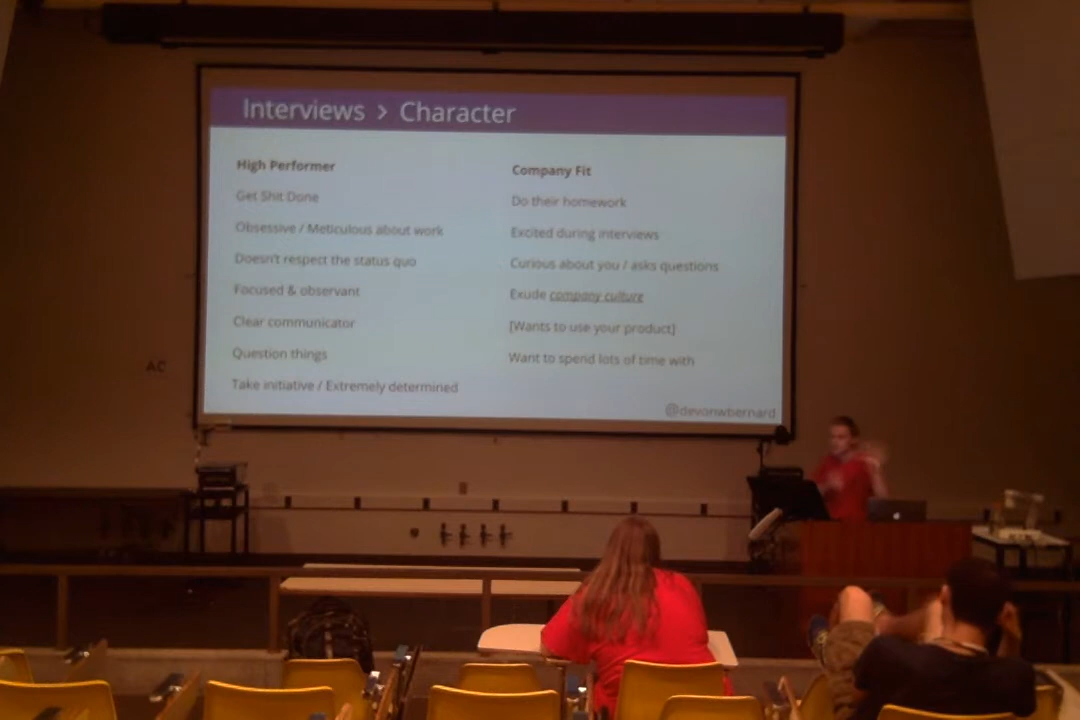 Interviews > Character
High Performer
Get Shit Done
Obsessive / Meticulous about work
Doesn't respect the status quo
Focused & observant
Clear communicator
Question things
Take initiative / Extremely determined
Company Fit
Do their homework
Excited during interviews
Curious about you / asks questions
Exude company culture
[Wants to use your product]
Want to spend lots of time with
@devonwbernard
AC